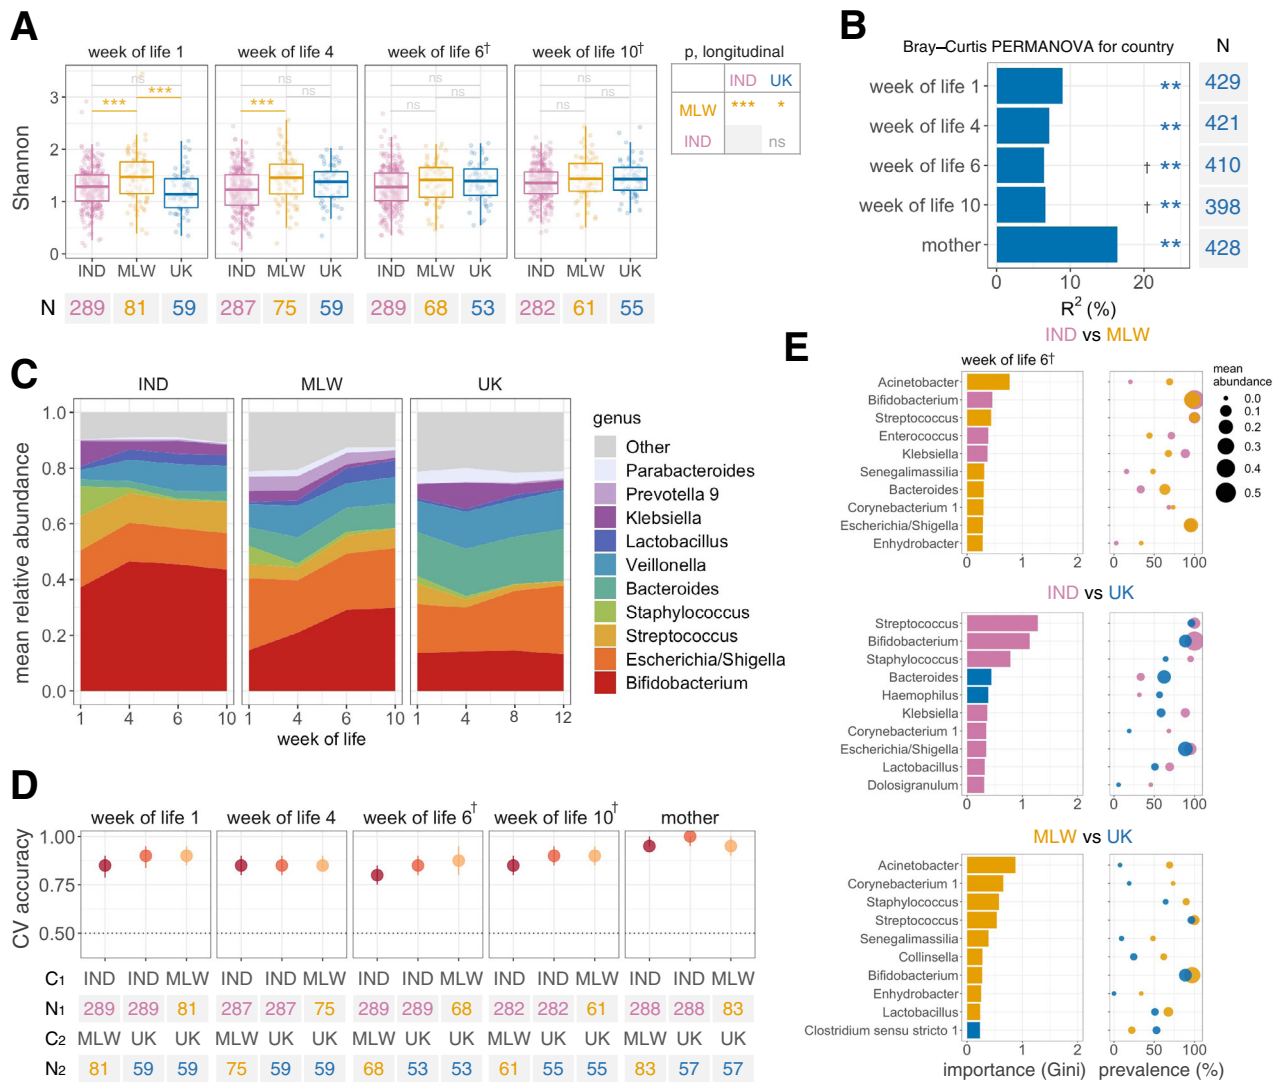 A
week of life 1
week of life 4
week of life 6†
week of life 10†
p, longitudinal
Shannon
3
2
1
0
ns
***
***
ns
ns
***
ns
ns
ns
ns
ns
ns
IND MLW UK
IND MLW UK
IND MLW UK
IND MLW UK
N 289 81 59 287 75 59 289 68 53 282 61 55
IND UK
MLW *** *
IND ns
B
Bray–Curtis PERMANOVA for country N
week of life 1 ** 429
week of life 4 ** 421
week of life 6 † ** 410
week of life 10 † ** 398
mother ** 428
0 10 20
R² (%)
C
IND MLW UK
mean relative abundance
1.0
0.8
0.6
0.4
0.2
0.0
1 4 6 10
1 4 6 10
1 4 8 12
week of life
genus
Other
Parabacteroides
Prevotella 9
Klebsiella
Lactobacillus
Veillonella
Bacteroides
Staphylococcus
Streptococcus
Escherichia/Shigella
Bifidobacterium
D
week of life 1
week of life 4
week of life 6†
week of life 10†
mother
CV accuracy
1.00
0.75
0.50
C1 IND IND MLW IND IND MLW IND IND MLW IND IND MLW IND IND MLW
N1 289 289 81 287 287 75 289 289 68 282 282 61 288 288 83
C2 MLW UK UK MLW UK UK MLW UK UK MLW UK UK MLW UK UK
N2 81 59 59 75 59 59 68 53 53 61 55 55 83 57 57
E
IND vs MLW
week of life 6†
Acinetobacter
Bifidobacterium
Streptococcus
Enterococcus
Klebsiella
Senegalimassilia
Bacteroides
Corynebacterium 1
Escherichia/Shigella
Enhydrobacter
0 1 2
0 50 100
mean
abundance
0.0
0.1
0.2
0.3
0.4
0.5
IND vs UK
Streptococcus
Bifidobacterium
Staphylococcus
Bacteroides
Haemophilus
Klebsiella
Corynebacterium 1
Escherichia/Shigella
Lactobacillus
Dolosigranulum
0 1 2
0 50 100
MLW vs UK
Acinetobacter
Corynebacterium 1
Staphylococcus
Streptococcus
Senegalimassilia
Collinsella
Bifidobacterium
Enhydrobacter
Lactobacillus
Clostridium sensu stricto 1
0 1 2
0 50 100
importance (Gini) prevalence (%)